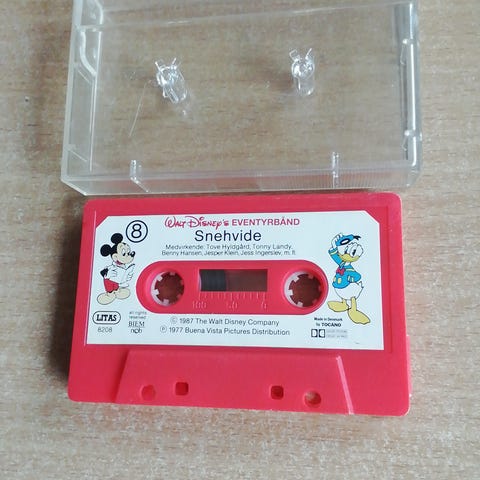 WALT DISNEY'S EVENTYRBÅND
8
Snehvide
Medvirkende: Tove Hyldgård, Tonny Landy,
Benny Hansen, Jesper Klein, Jess Ingerslev, m. fl.
LITAS
8208
all rights
reserved
BIEM
ncb
100 50 0
© 1987 The Walt Disney Company
℗ 1977 Buena Vista Pictures Distribution
Made in Denmark
by TOCANO